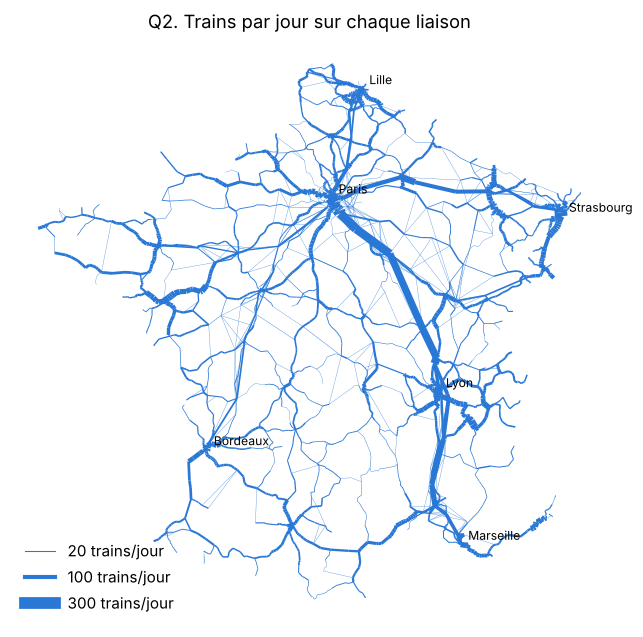 Q2. Trains par jour sur chaque liaison
Lille
Paris
Strasbourg
Lyon
Bordeaux
Marseille
20 trains/jour
100 trains/jour
300 trains/jour